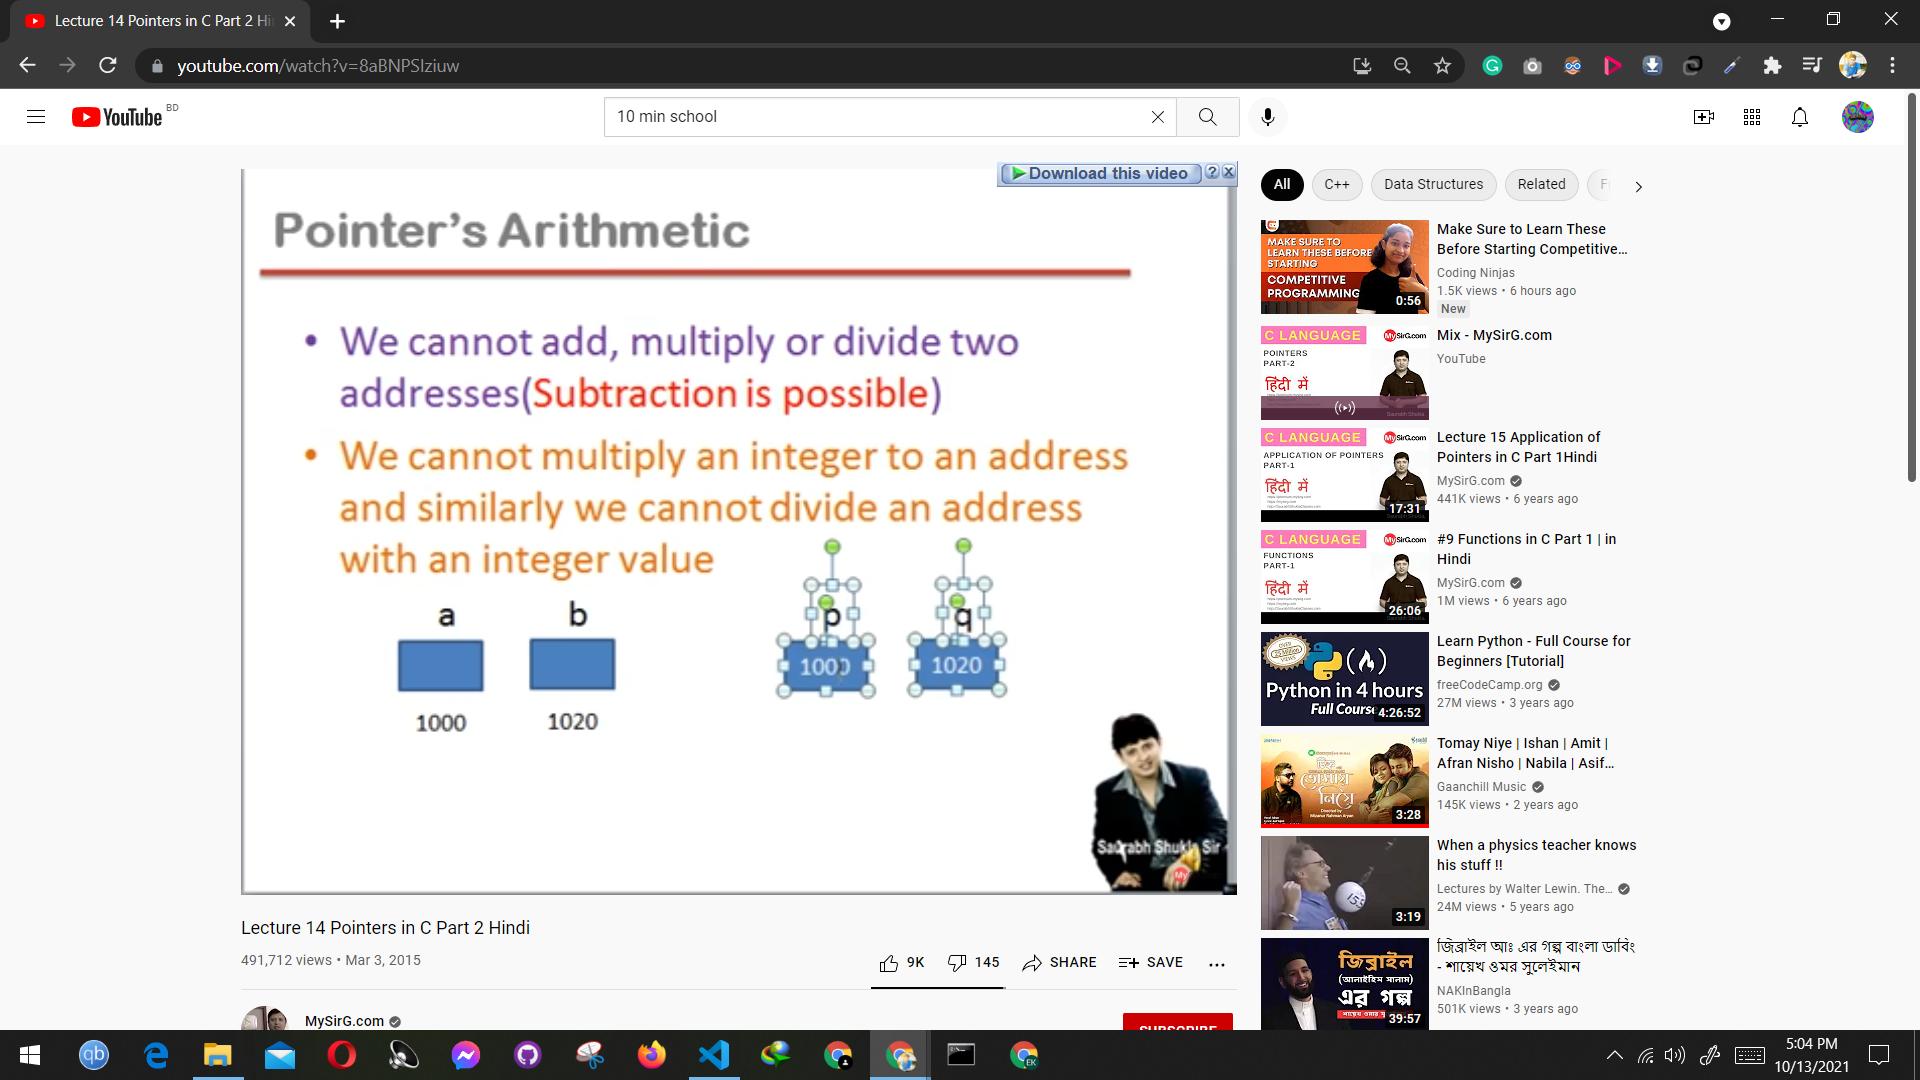 Lecture 14 Pointers in C Part 2 Hi
youtube.com/watch?v=8aBNPSIziuw
YouTube BD
10 min school
Download this video
Pointer's Arithmetic
• We cannot add, multiply or divide two
addresses(Subtraction is possible)
• We cannot multiply an integer to an address
and similarly we cannot divide an address
with an integer value
a b p q
1000 1020
1000 1020
Saurabh Shukla Sir
My
Lecture 14 Pointers in C Part 2 Hindi
491,712 views • Mar 3, 2015
9K 145 SHARE SAVE
MySirG.com
SUBSCRIBE
All C++ Data Structures Related
MAKE SURE TO
LEARN THESE BEFORE
STARTING
COMPETITIVE
PROGRAMMING
0:56
Make Sure to Learn These
Before Starting Competitive...
Coding Ninjas
1.5K views • 6 hours ago
New
C LANGUAGE MySirG.com
POINTERS
PART-2
हिंदी में
Mix - MySirG.com
YouTube
C LANGUAGE MySirG.com
APPLICATION OF POINTERS
PART-1
हिंदी में
17:31
Lecture 15 Application of
Pointers in C Part 1Hindi
MySirG.com
441K views • 6 years ago
C LANGUAGE MySirG.com
FUNCTIONS
PART-1
हिंदी में
26:06
#9 Functions in C Part 1 | in
Hindi
MySirG.com
1M views • 6 years ago
Python in 4 hours
Full Course
4:26:52
Learn Python - Full Course for
Beginners [Tutorial]
freeCodeCamp.org
27M views • 3 years ago
তোমায়
নিয়ে
3:28
Tomay Niye | Ishan | Amit |
Afran Nisho | Nabila | Asif...
Gaanchill Music
145K views • 2 years ago
3:19
When a physics teacher knows
his stuff !!
Lectures by Walter Lewin. The...
24M views • 5 years ago
জিব্রাইল
(আলাইহিস সালাম)
এর গল্প
39:57
জিব্রাইল আঃ এর গল্প বাংলা ডাবিং
- শায়েখ ওমর সুলেইমান
NAKInBangla
501K views • 3 years ago
qb
EK
5:04 PM
10/13/2021